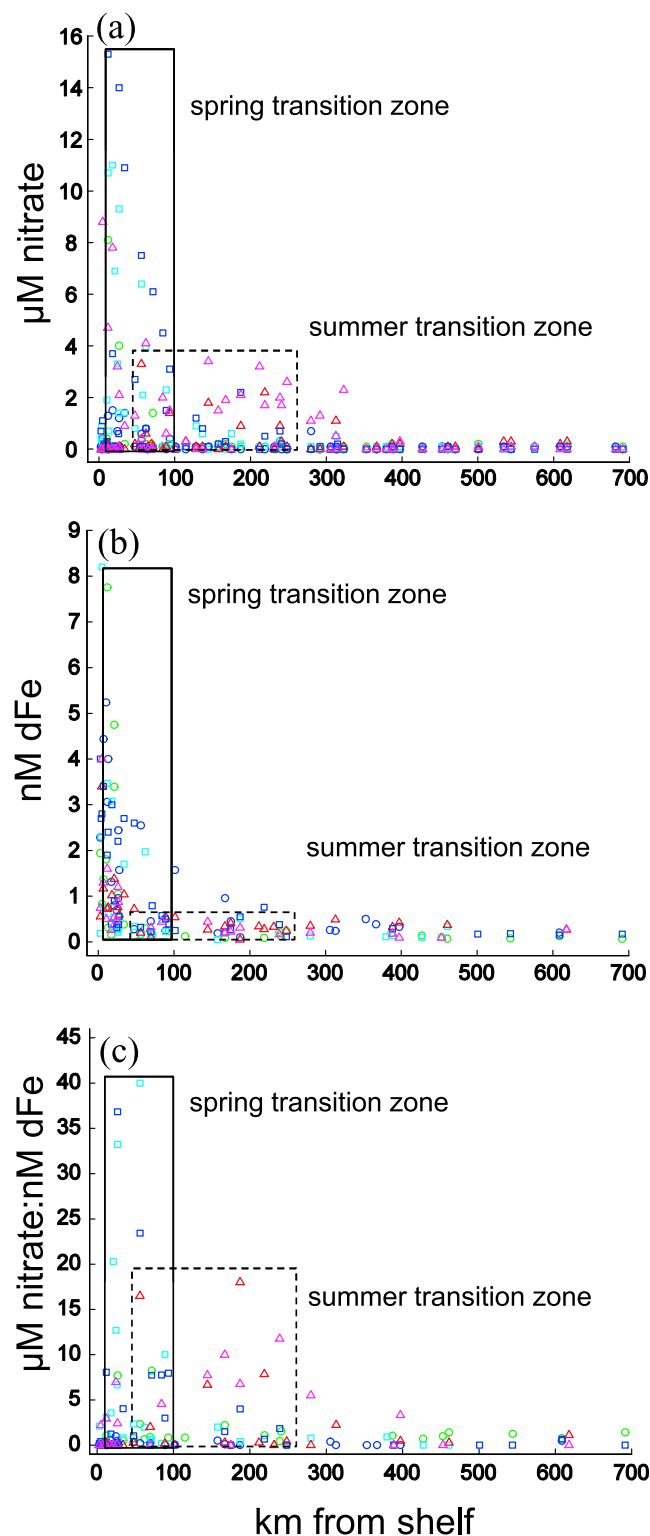 (a)
16
14
12
10
8
6
4
2
0
µM nitrate
spring transition zone
summer transition zone
0 100 200 300 400 500 600 700
(b)
9
8
7
6
5
4
3
2
1
0
nM dFe
spring transition zone
summer transition zone
0 100 200 300 400 500 600 700
(c)
45
40
35
30
25
20
15
10
5
0
µM nitrate:nM dFe
spring transition zone
summer transition zone
0 100 200 300 400 500 600 700
km from shelf